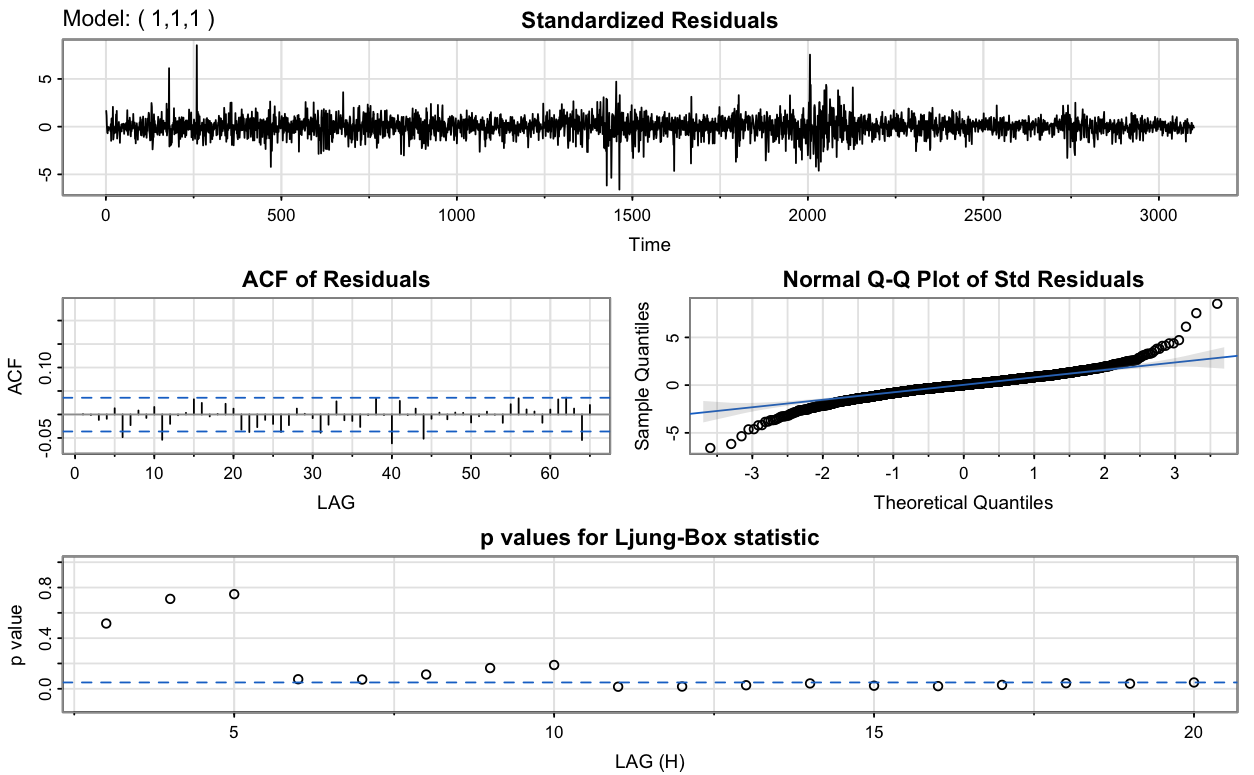 Model: ( 1,1,1 )
Standardized Residuals
5
0
-5
0 500 1000 1500 2000 2500 3000
Time
ACF of Residuals
ACF
0.10
-0.05
0 10 20 30 40 50 60
LAG
Normal Q-Q Plot of Std Residuals
Sample Quantiles
5
0
-5
-3 -2 -1 0 1 2 3
Theoretical Quantiles
p values for Ljung-Box statistic
p value
0.8
0.4
0.0
5 10 15 20
LAG (H)